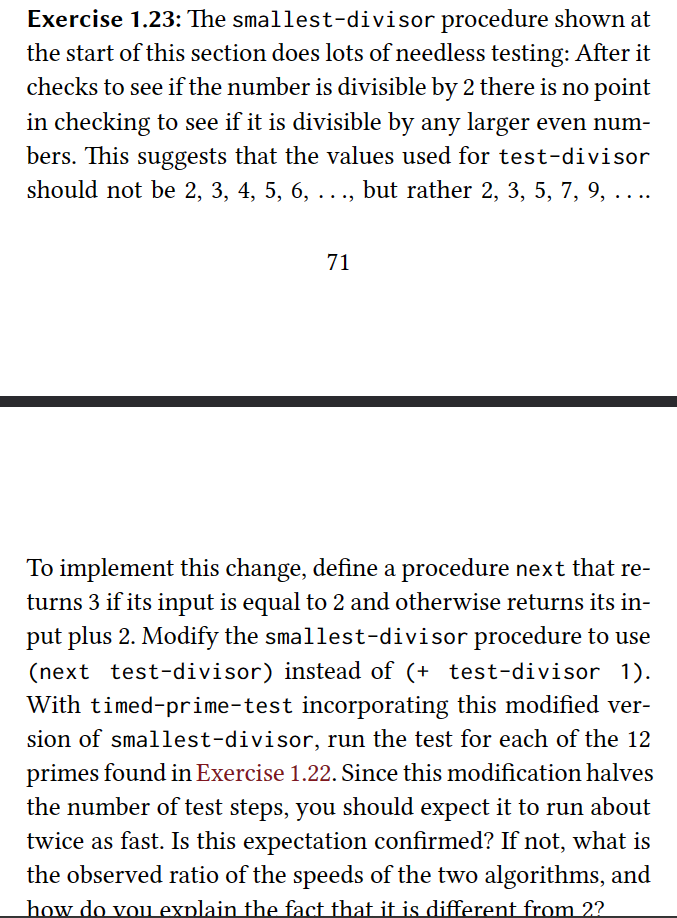 Exercise 1.23: The smallest-divisor procedure shown at
the start of this section does lots of needless testing: After it
checks to see if the number is divisible by 2 there is no point
in checking to see if it is divisible by any larger even num-
bers. This suggests that the values used for test-divisor
should not be 2, 3, 4, 5, 6, . . ., but rather 2, 3, 5, 7, 9, . . ..
71
To implement this change, define a procedure next that re-
turns 3 if its input is equal to 2 and otherwise returns its in-
put plus 2. Modify the smallest-divisor procedure to use
(next test-divisor) instead of (+ test-divisor 1).
With timed-prime-test incorporating this modified ver-
sion of smallest-divisor, run the test for each of the 12
primes found in Exercise 1.22. Since this modification halves
the number of test steps, you should expect it to run about
twice as fast. Is this expectation confirmed? If not, what is
the observed ratio of the speeds of the two algorithms, and
how do you explain the fact that it is different from 2?